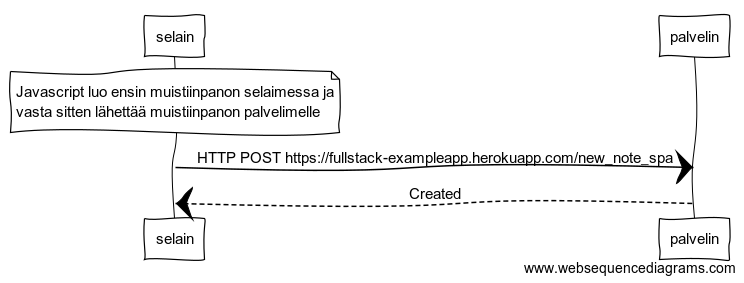 selain
palvelin
Javascript luo ensin muistiinpanon selaimessa ja
vasta sitten lähettää muistiinpanon palvelimelle
HTTP POST https://fullstack-exampleapp.herokuapp.com/new_note_spa
Created
selain
palvelin
www.websequencediagrams.com